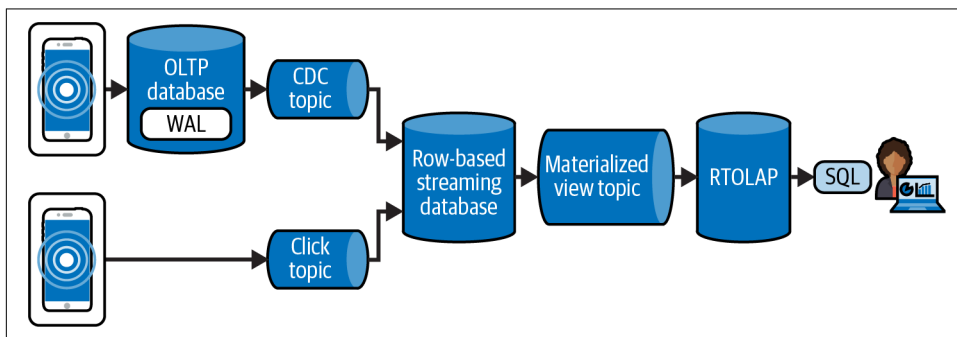 OLTP
database
WAL
CDC
topic
Click
topic
Row-based
streaming
database
Materialized
view topic
RTOLAP
SQL